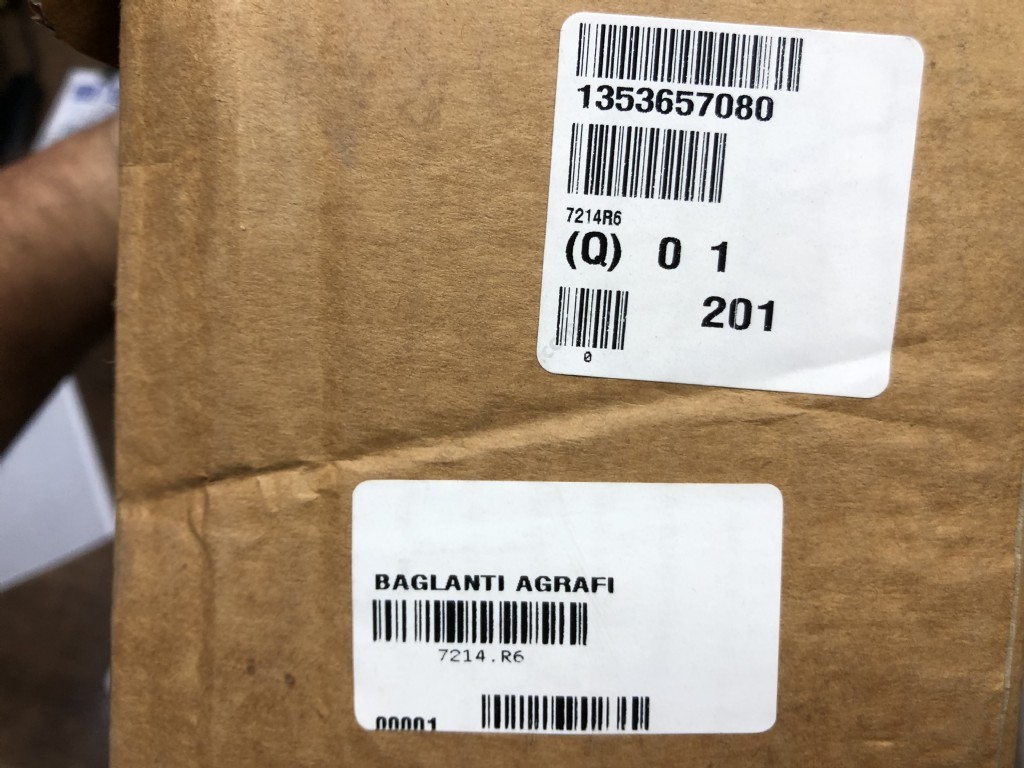 1353657080
7214R6
(Q) 0 1
201
0
BAGLANTI AGRAFI
7214.R6
00001